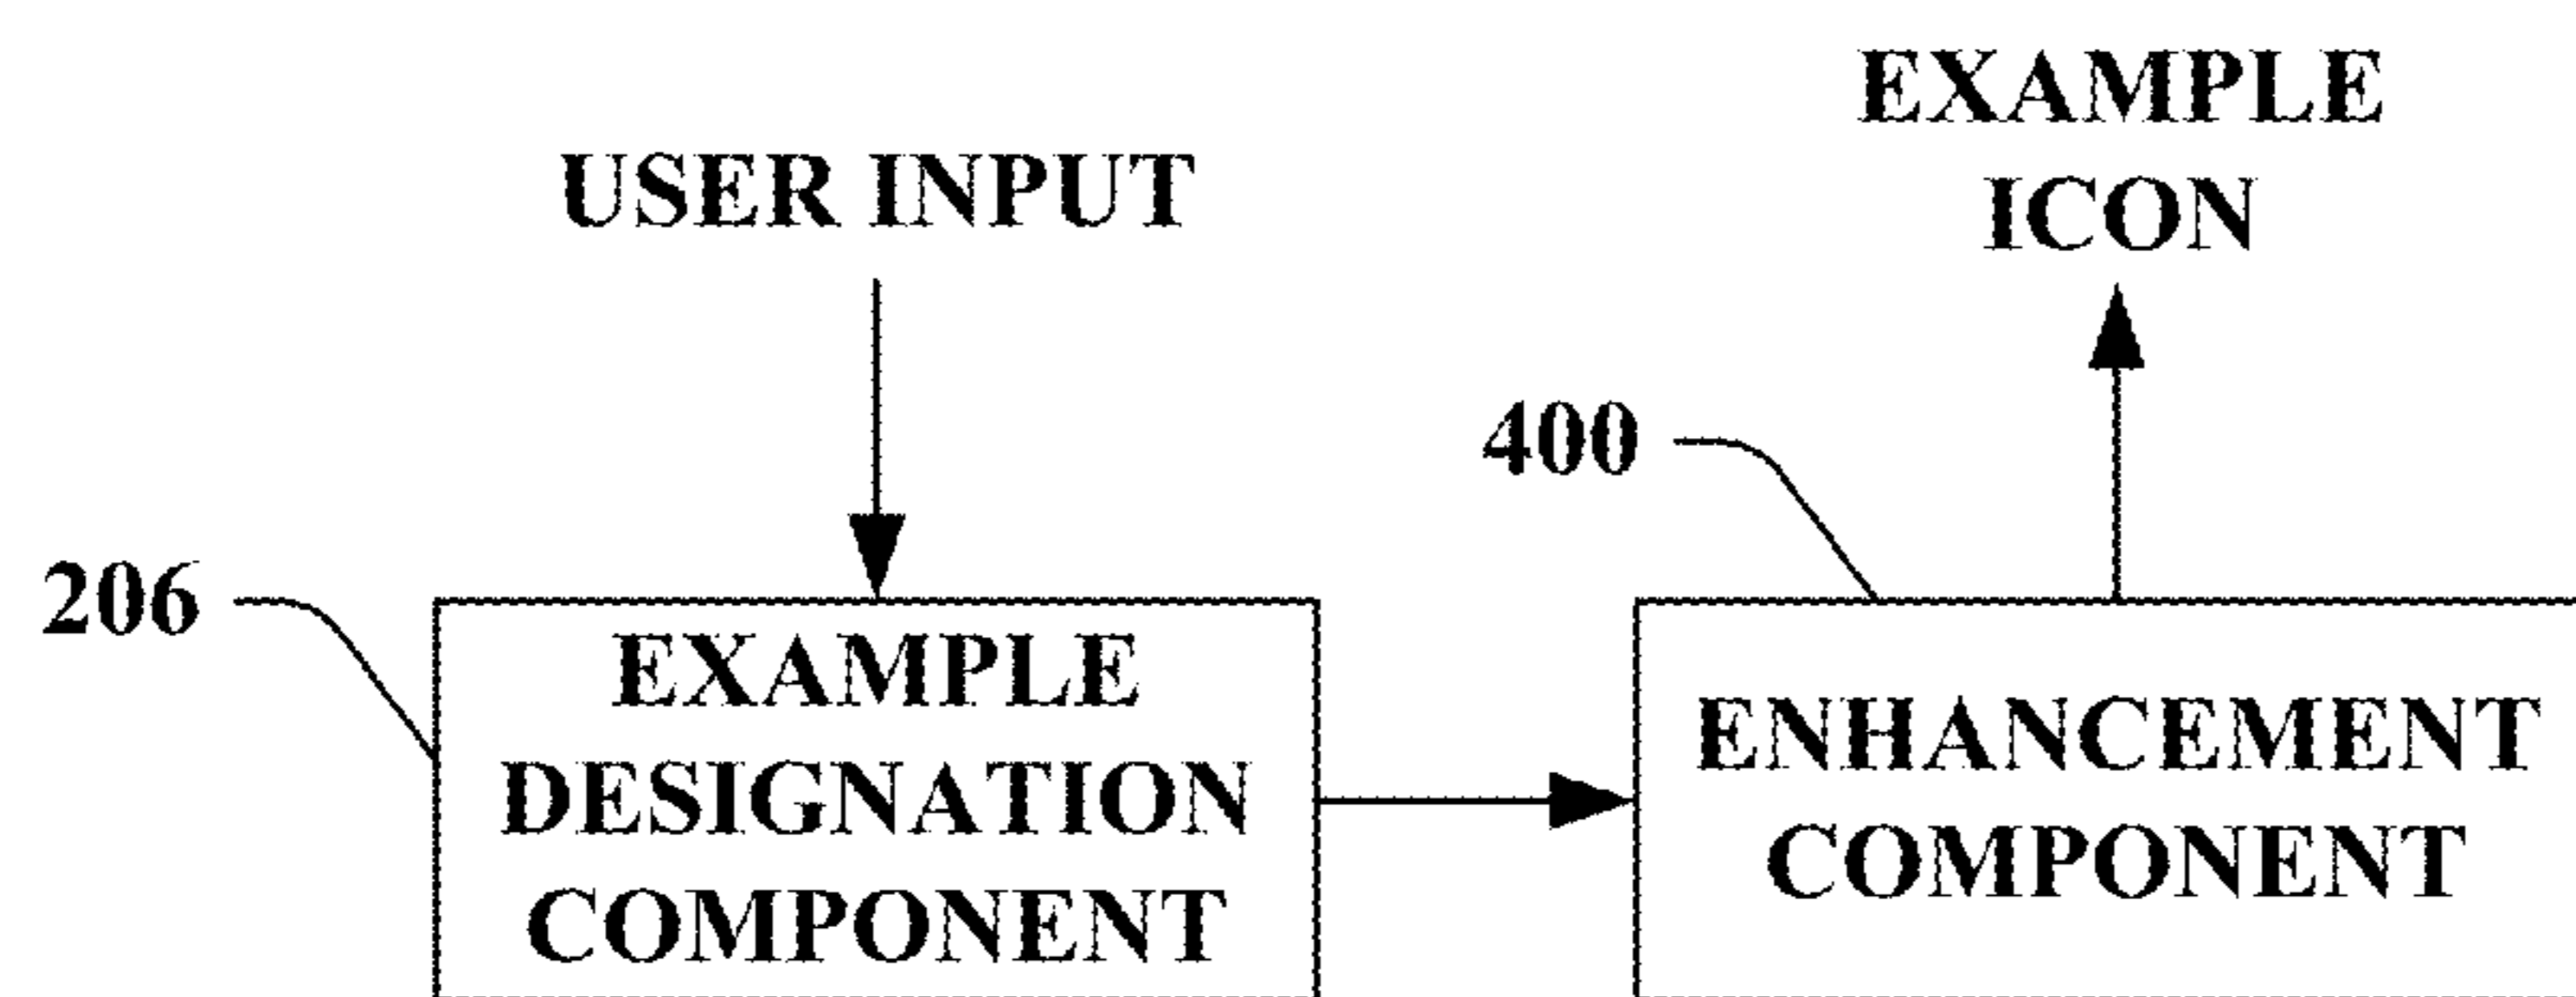 USER INPUT
EXAMPLE
ICON
400
206
EXAMPLE
DESIGNATION
COMPONENT
ENHANCEMENT
COMPONENT